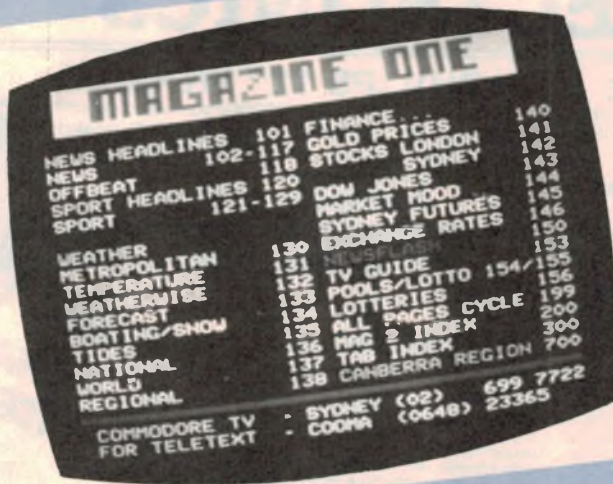 MAGAZINE ONE
NEWS HEADLINES 101
NEWS 102-117
OFFBEAT 118
SPORT HEADLINES 120
SPORT 121-129
WEATHER
METROPOLITAN 130
TEMPERATURE 131
WEATHERWISE 132
FORECAST 133
BOATING/SNOW 134
TIDES 135
NATIONAL 136
WORLD 137
REGIONAL 138
FINANCE...
GOLD PRICES 140
STOCKS LONDON 141
SYDNEY 142
DOW JONES 143
MARKET MOOD 144
SYDNEY FUTURES 145
EXCHANGE RATES 146
NEWSFLASH 150
TV GUIDE 153
POOLS/LOTTO 154/155
LOTTERIES 156
ALL PAGES CYCLE 199
MAG 2 INDEX 200
TAB INDEX 300
CANBERRA REGION 700
COMMODORE TV - SYDNEY (02) 699 7722
FOR TELETEXT - COOMA (0648) 23365